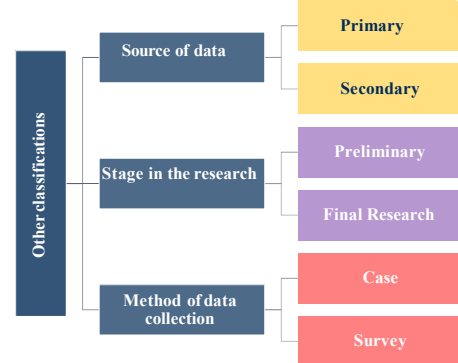 Other classifications
Source of data
Primary
Secondary
Stage in the research
Preliminary
Final Research
Method of data
collection
Case
Survey